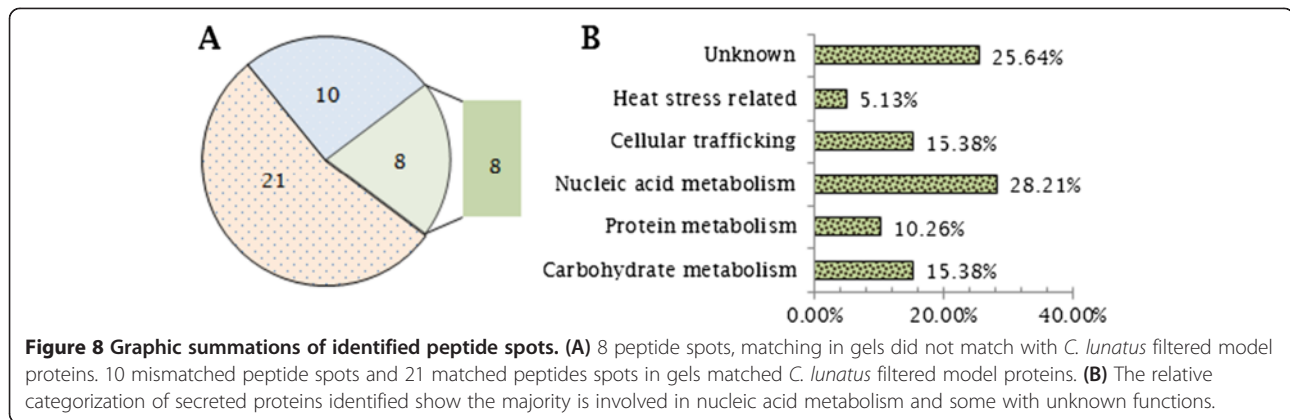 A
10
8
21
8
B
Unknown 25.64%
Heat stress related 5.13%
Cellular trafficking 15.38%
Nucleic acid metabolism 28.21%
Protein metabolism 10.26%
Carbohydrate metabolism 15.38%
0.00% 20.00% 40.00%
Figure 8 Graphic summations of identified peptide spots. (A) 8 peptide spots, matching in gels did not match with C. lunatus filtered model
proteins. 10 mismatched peptide spots and 21 matched peptides spots in gels matched C. lunatus filtered model proteins. (B) The relative
categorization of secreted proteins identified show the majority is involved in nucleic acid metabolism and some with unknown functions.